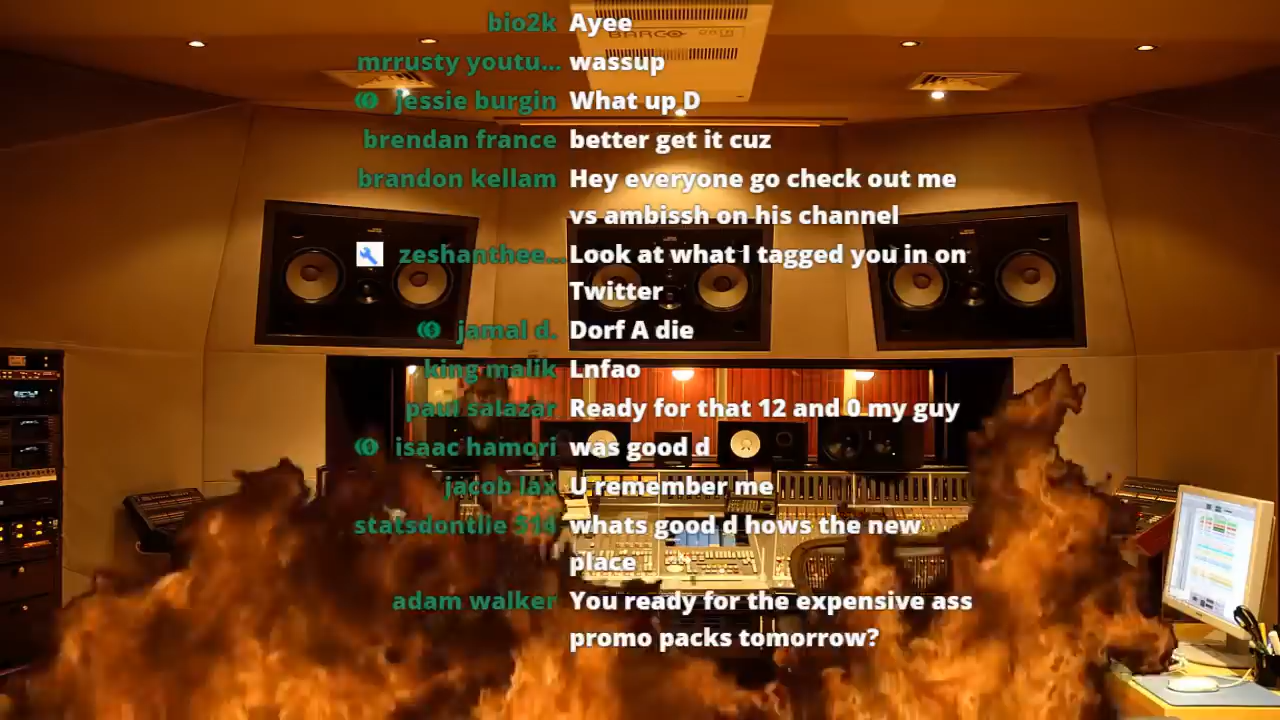 bio2k Ayee
BARCO
mrrusty youtu... wassup
jessie burgin What up D
brendan france better get it cuz
brandon kellam Hey everyone go check out me
vs ambissh on his channel
zeshanthee... Look at what I tagged you in on
Twitter
jamal d. Dorf A die
king malik Lnfao
paul salazar Ready for that 12 and 0 my guy
isaac hamori was good d
jacob lax U remember me
statsdontlie 514 whats good d hows the new
place
adam walker You ready for the expensive ass
promo packs tomorrow?